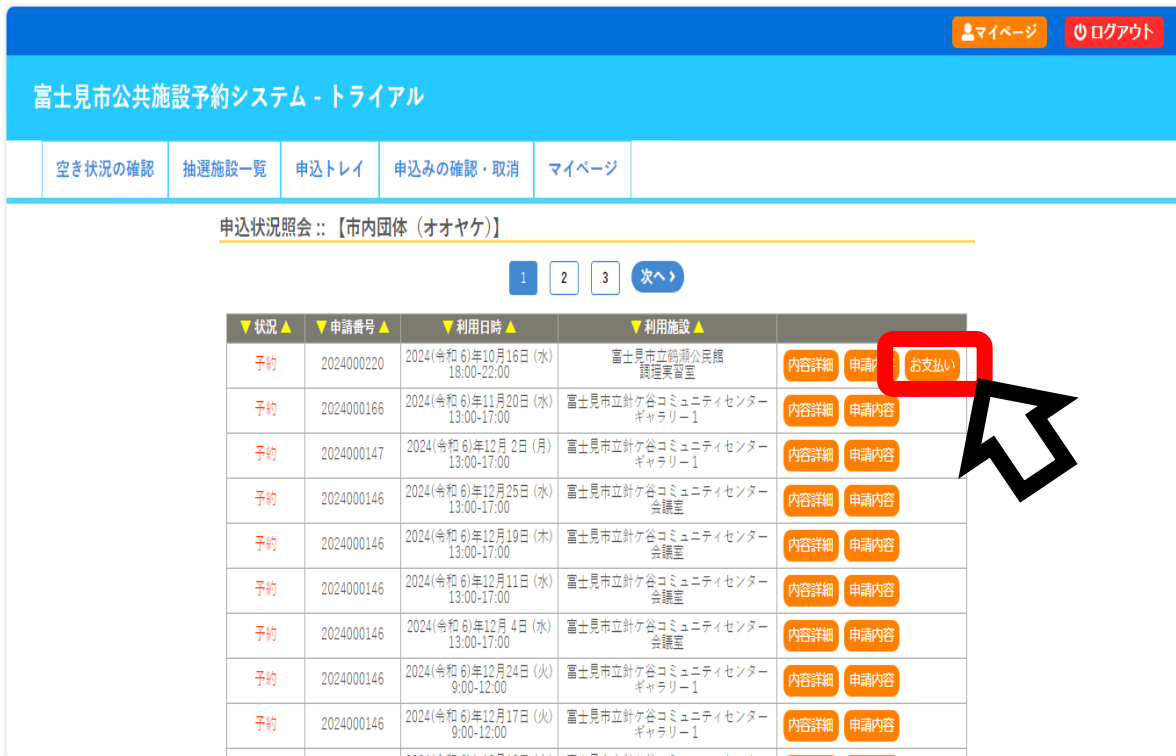 マイページ ログアウト
富士見市公共施設予約システム - トライアル
空き状況の確認 抽選施設一覧 申込トレイ 申込みの確認・取消 マイページ
申込状況照会 :: 【市内団体（オオヤケ）】
1 2 3 次へ
▼ 状況 ▲ ▼ 申請番号 ▲ ▼ 利用日時 ▲ ▼ 利用施設 ▲
予約 2024000220 2024(令和 6)年10月16日 (水) 18:00-22:00 富士見市立鶴瀬公民館 調理実習室 内容詳細 お支払い
予約 2024000166 2024(令和 6)年11月20日 (水) 13:00-17:00 富士見市立針ケ谷コミュニティセンター ギャラリー１ 内容詳細 申請内容
予約 2024000147 2024(令和 6)年12月 2日 (月) 13:00-17:00 富士見市立針ケ谷コミュニティセンター ギャラリー１ 内容詳細 申請内容
予約 2024000146 2024(令和 6)年12月25日 (水) 13:00-17:00 富士見市立針ケ谷コミュニティセンター 会議室 内容詳細 申請内容
予約 2024000146 2024(令和 6)年12月19日 (木) 13:00-17:00 富士見市立針ケ谷コミュニティセンター 会議室 内容詳細 申請内容
予約 2024000146 2024(令和 6)年12月11日 (水) 13:00-17:00 富士見市立針ケ谷コミュニティセンター 会議室 内容詳細 申請内容
予約 2024000146 2024(令和 6)年12月 4日 (水) 13:00-17:00 富士見市立針ケ谷コミュニティセンター 会議室 内容詳細 申請内容
予約 2024000146 2024(令和 6)年12月24日 (火) 9:00-12:00 富士見市立針ケ谷コミュニティセンター ギャラリー１ 内容詳細 申請内容
予約 2024000146 2024(令和 6)年12月17日 (火) 9:00-12:00 富士見市立針ケ谷コミュニティセンター ギャラリー１ 内容詳細 申請内容